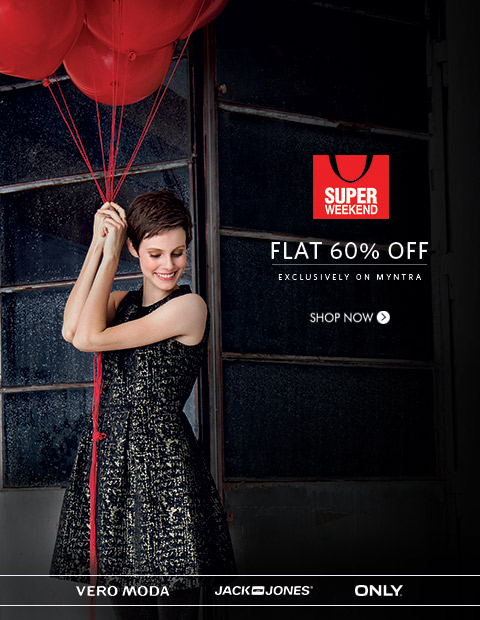 SUPER
WEEKEND
FLAT 60% OFF
EXCLUSIVELY ON MYNTRA
SHOP NOW
VERO MODA JACK & JONES® ONLY